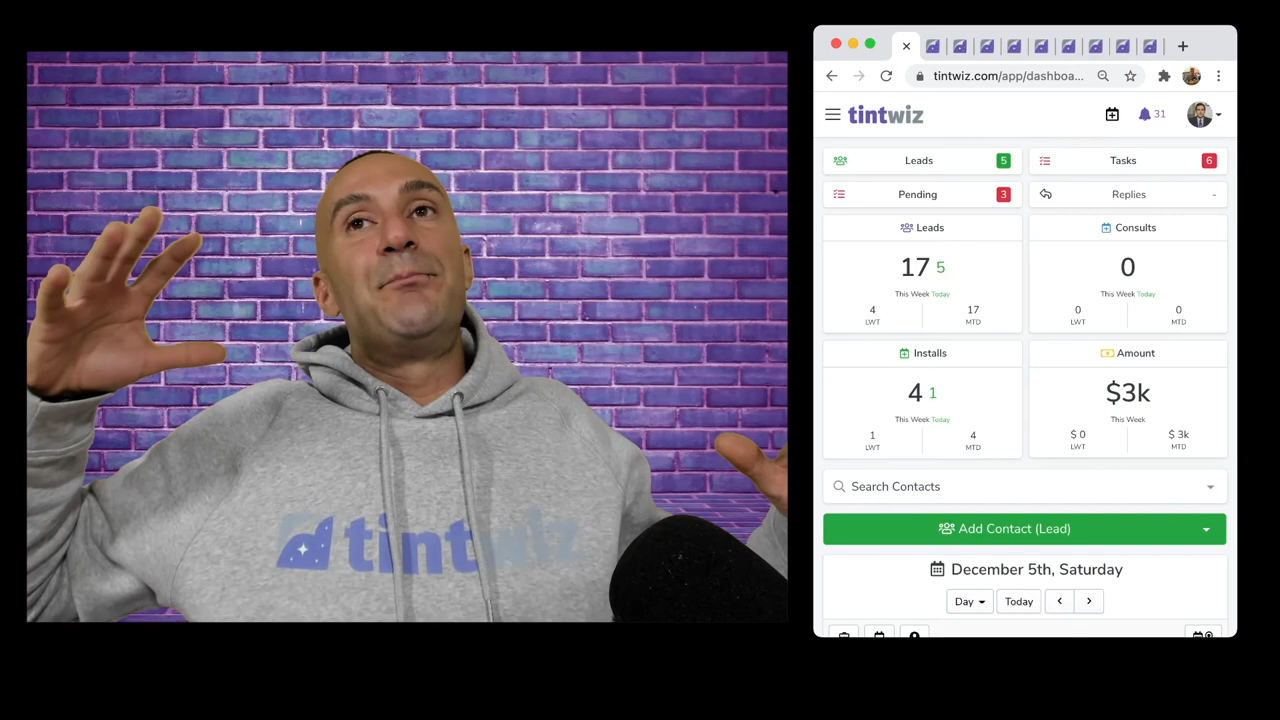 tintwiz
tintwiz.com/app/dashboa...
tintwiz
31
Leads 5
Tasks 6
Pending 3
Replies -
Leads
Consults
17 5
0
This Week Today
This Week Today
4
17
0
0
LWT
MTD
LWT
MTD
Installs
Amount
4 1
$3k
This Week Today
This Week
1
4
$ 0
$ 3k
LWT
MTD
LWT
MTD
Search Contacts
Add Contact (Lead)
December 5th, Saturday
Day
Today